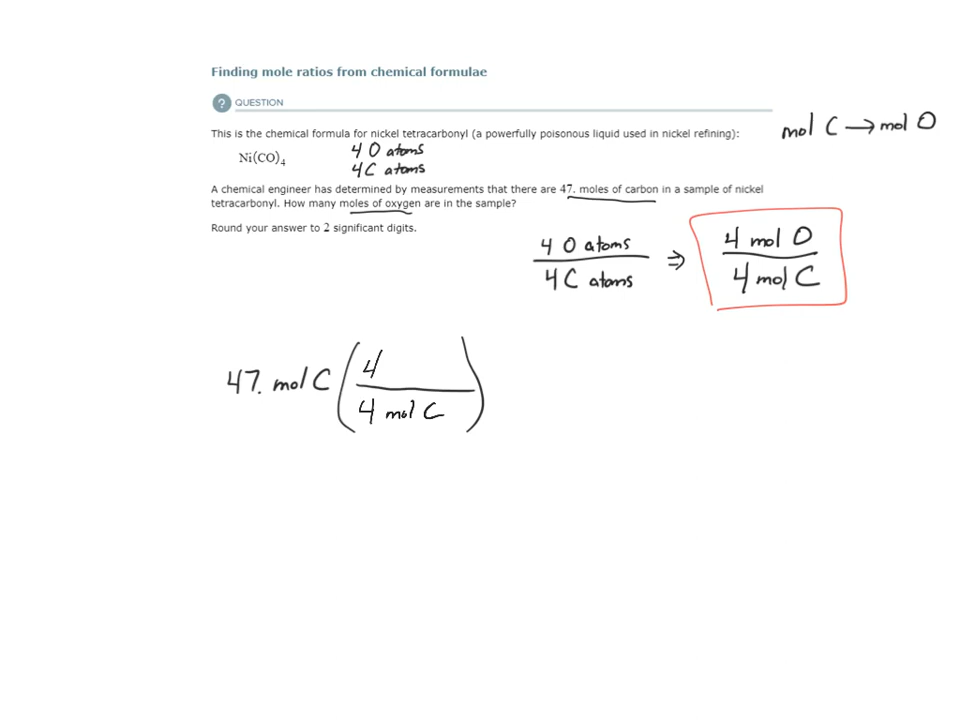 Finding mole ratios from chemical formulae
? QUESTION
mol C → mol O
This is the chemical formula for nickel tetracarbonyl (a powerfully poisonous liquid used in nickel refining):
Ni(CO)₄
4 O atoms
4 C atoms
A chemical engineer has determined by measurements that there are 47. moles of carbon in a sample of nickel
tetracarbonyl. How many moles of oxygen are in the sample?
Round your answer to 2 significant digits.
4 O atoms
4 C atoms
⇒
4 mol O
4 mol C
47. mol C ( 4
4 mol C )